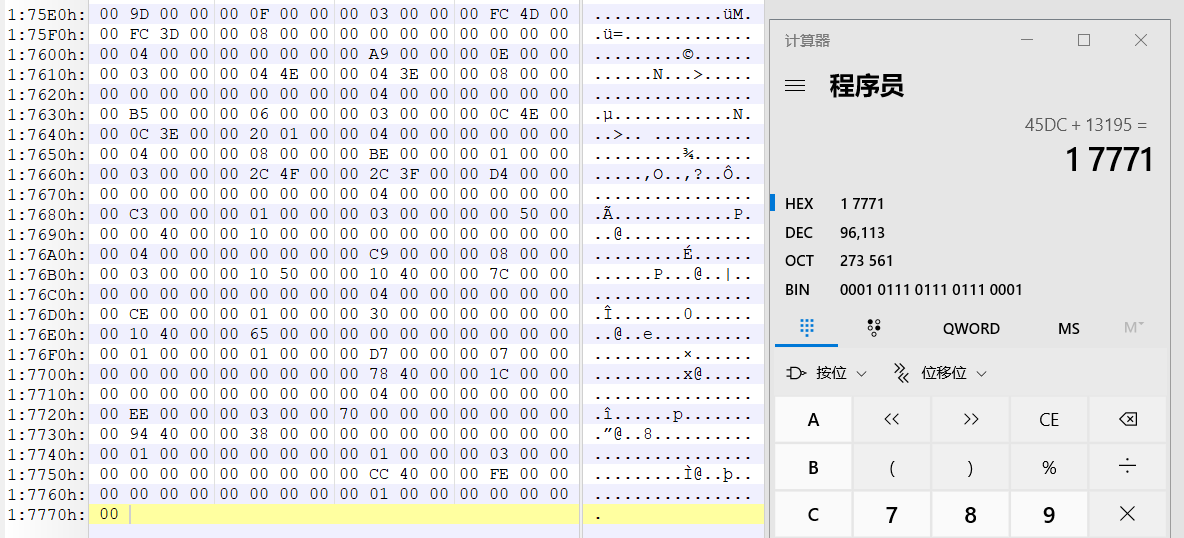 1:75E0h: 00 9D 00 00 00 0F 00 00 00 03 00 00 00 FC 4D 00 .............üM.
1:75F0h: 00 FC 3D 00 00 08 00 00 00 00 00 00 00 00 00 00 .ü=.............
1:7600h: 00 04 00 00 00 00 00 00 00 A9 00 00 00 0E 00 00 .........©......
1:7610h: 00 03 00 00 00 04 4E 00 00 04 3E 00 00 08 00 00 ......N...>.....
1:7620h: 00 00 00 00 00 00 00 00 00 04 00 00 00 00 00 00 ................
1:7630h: 00 B5 00 00 00 06 00 00 00 03 00 00 00 0C 4E 00 .µ............N.
1:7640h: 00 0C 3E 00 00 20 01 00 00 04 00 00 00 00 00 00 ..>.. ..........
1:7650h: 00 04 00 00 00 08 00 00 00 BE 00 00 00 01 00 00 .........¾......
1:7660h: 00 03 00 00 00 2C 4F 00 00 2C 3F 00 00 D4 00 00 .....,O..,?..Ô..
1:7670h: 00 00 00 00 00 00 00 00 00 04 00 00 00 00 00 00 ................
1:7680h: 00 C3 00 00 00 01 00 00 00 03 00 00 00 00 50 00 .Ã............P.
1:7690h: 00 00 40 00 00 10 00 00 00 00 00 00 00 00 00 00 ..@.............
1:76A0h: 00 04 00 00 00 00 00 00 00 C9 00 00 00 08 00 00 .........É......
1:76B0h: 00 03 00 00 00 10 50 00 00 10 40 00 00 7C 00 00 ......P...@..|..
1:76C0h: 00 00 00 00 00 00 00 00 00 04 00 00 00 00 00 00 ................
1:76D0h: 00 CE 00 00 00 01 00 00 00 30 00 00 00 00 00 00 .Î.......0......
1:76E0h: 00 10 40 00 00 65 00 00 00 00 00 00 00 00 00 00 ..@..e..........
1:76F0h: 00 01 00 00 00 01 00 00 00 D7 00 00 00 07 00 00 .........×......
1:7700h: 00 00 00 00 00 00 00 00 00 78 40 00 00 1C 00 00 .........x@.....
1:7710h: 00 00 00 00 00 00 00 00 00 04 00 00 00 00 00 00 ................
1:7720h: 00 EE 00 00 00 03 00 00 70 00 00 00 00 00 00 00 .î......p.......
1:7730h: 00 94 40 00 00 38 00 00 00 00 00 00 00 00 00 00 .”@..8..........
1:7740h: 00 01 00 00 00 00 00 00 00 01 00 00 00 03 00 00 ................
1:7750h: 00 00 00 00 00 00 00 00 00 CC 40 00 00 FE 00 00 .........Ì@..þ..
1:7760h: 00 00 00 00 00 00 00 00 00 01 00 00 00 00 00 00 ................
1:7770h: 00 .
计算器
程序员
45DC + 13195 =
1 7771
HEX 1 7771
DEC 96,113
OCT 273 561
BIN 0001 0111 0111 0111 0001
QWORD MS M
按位 位移位
A << >> CE
B ( ) % ÷
C 7 8 9 ×